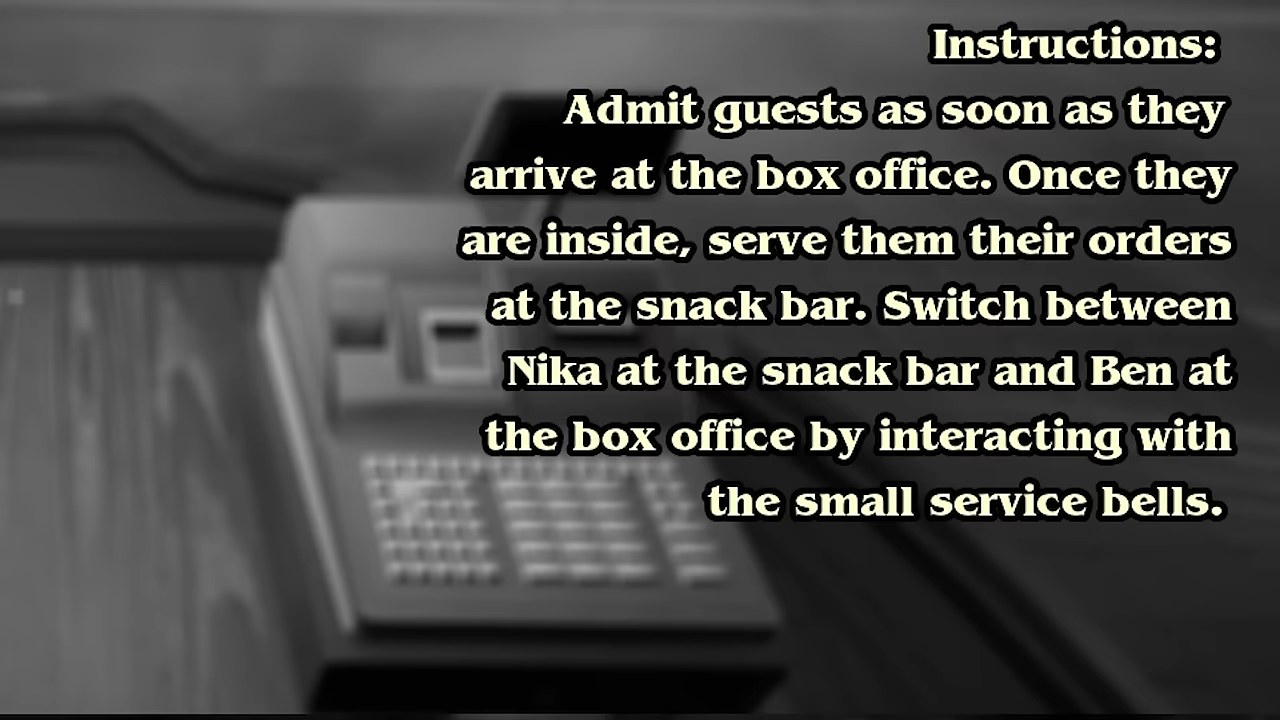 Instructions:
Admit guests as soon as they
arrive at the box office. Once they
are inside, serve them their orders
at the snack bar. Switch between
Nika at the snack bar and Ben at
the box office by interacting with
the small service bells.